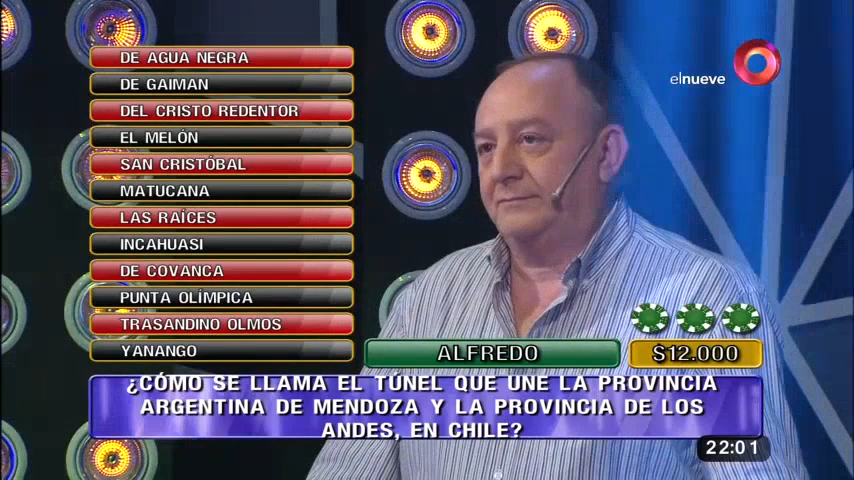 DE AGUA NEGRA
DE GAIMAN
DEL CRISTO REDENTOR
EL MELÓN
SAN CRISTÓBAL
MATUCANA
LAS RAÍCES
INCAHUASI
DE COVANCA
PUNTA OLÍMPICA
TRASANDINO OLMOS
YANANGO
elnueve
ALFREDO
$12.000
¿CÓMO SE LLAMA EL TÚNEL QUE UNE LA PROVINCIA
ARGENTINA DE MENDOZA Y LA PROVINCIA DE LOS
ANDES, EN CHILE?
22:01